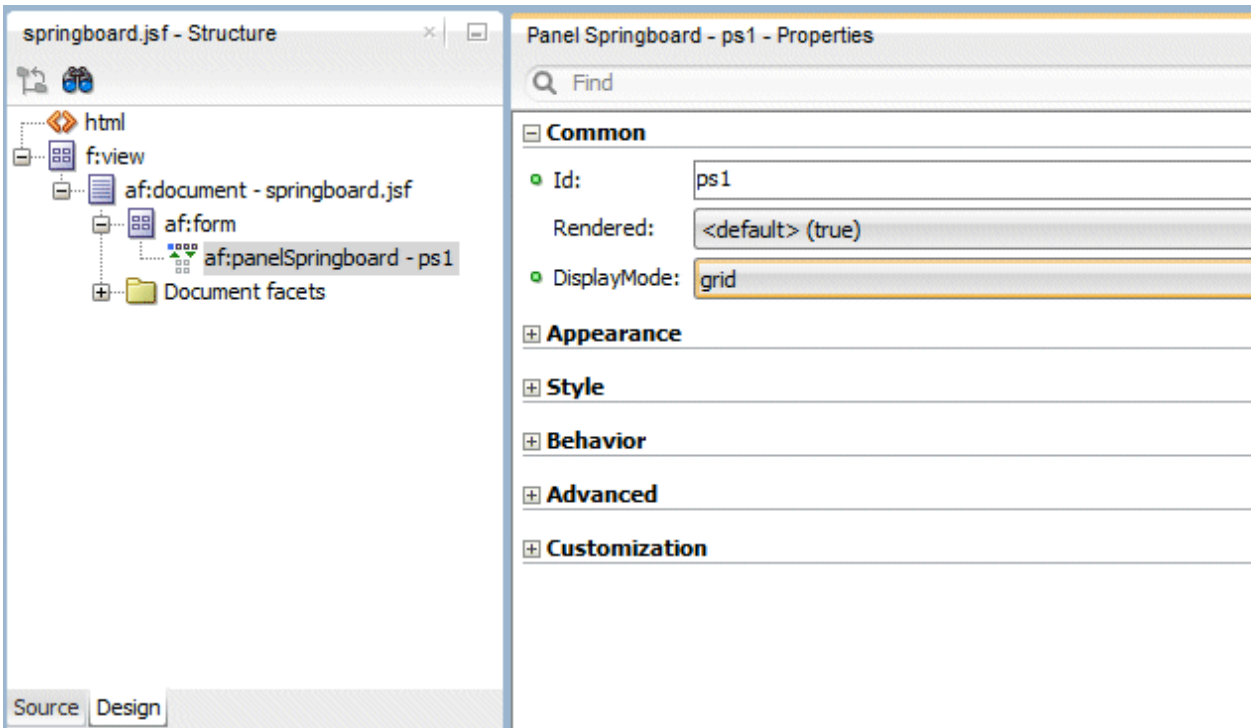 springboard.jsf - Structure
html
f:view
af:document - springboard.jsf
af:form
af:panelSpringboard - ps1
Document facets
Source
Design
Panel Springboard - ps1 - Properties
Find
Common
Id: ps1
Rendered: <default> (true)
DisplayMode: grid
Appearance
Style
Behavior
Advanced
Customization